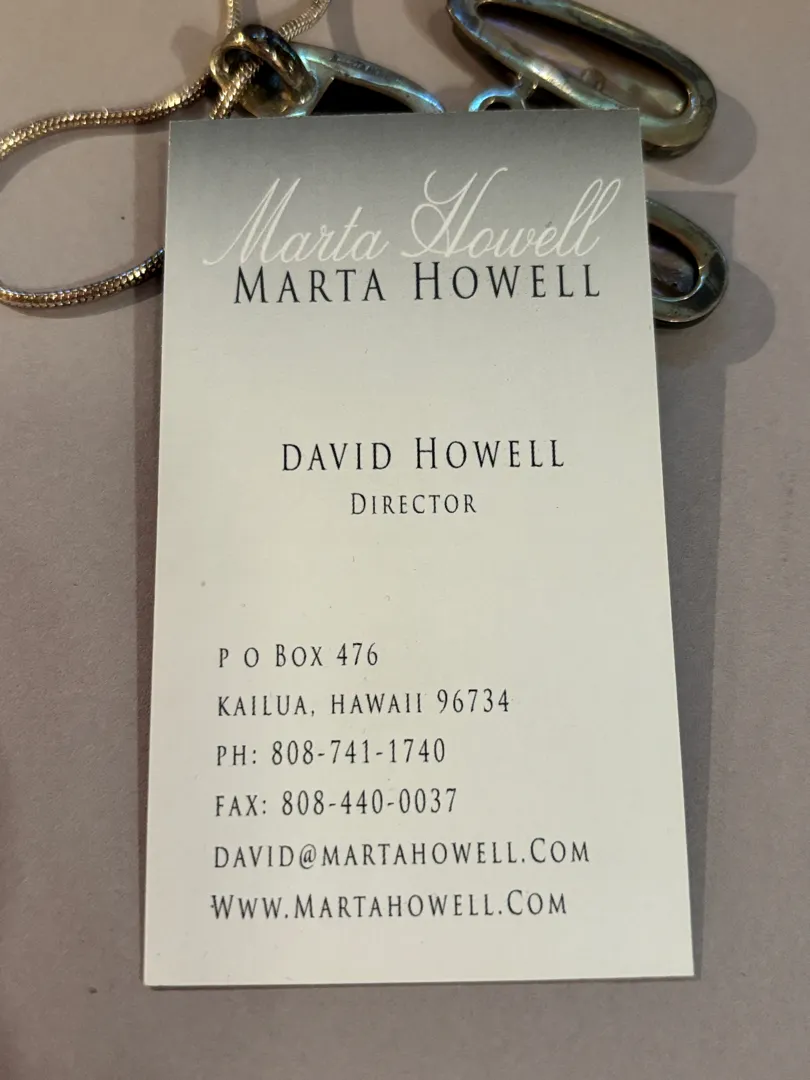 Marta Howell
MARTA HOWELL
DAVID HOWELL
DIRECTOR
P O BOX 476
KAILUA, HAWAII 96734
PH: 808-741-1740
FAX: 808-440-0037
DAVID@MARTAHOWELL.COM
WWW.MARTAHOWELL.COM